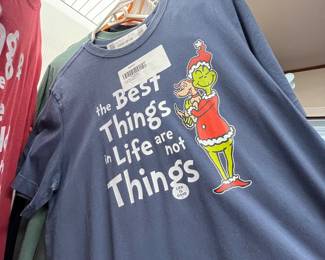 the Best
Things
in Life are
not
Things